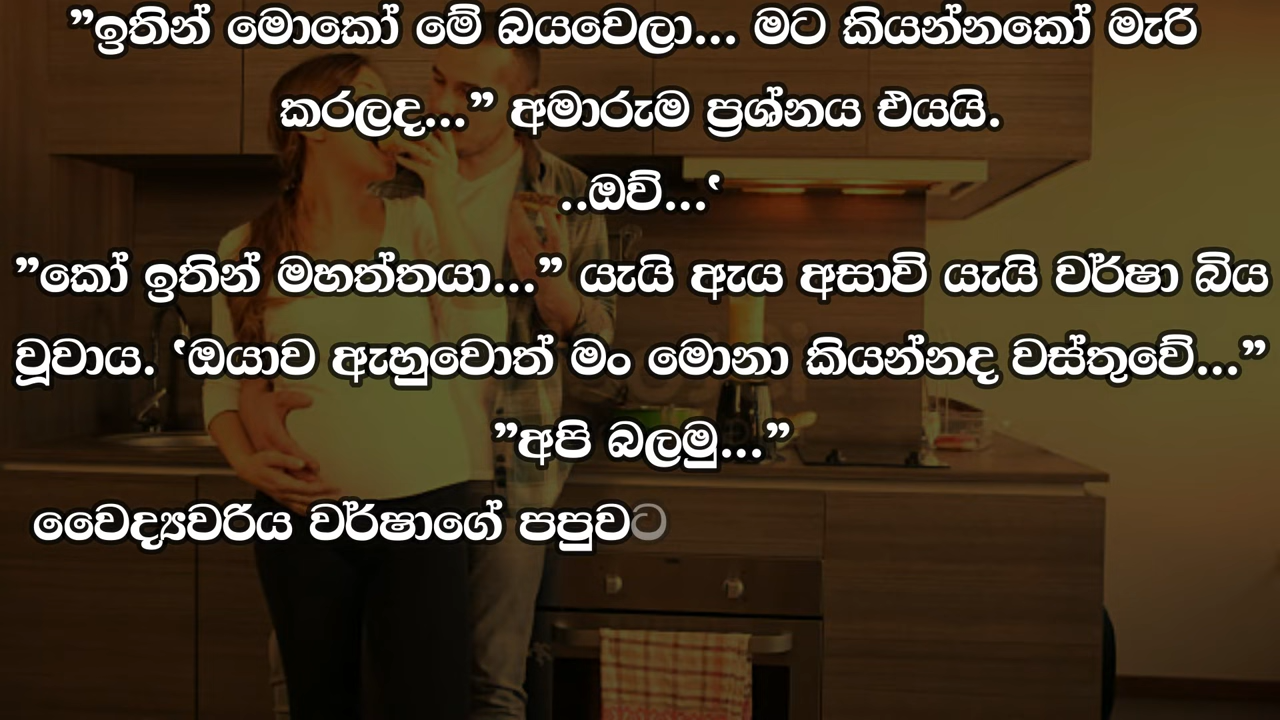 ”ඉතින් මොකෝ මේ බයවෙලා... මට කියන්නකෝ මැරි
කරලද...” අමාරුම ප්‍රශ්නය එයයි.
..ඔව්...‘
”කෝ ඉතින් මහත්තයා...” යැයි ඇය අසාවි යැයි වර්ෂා බිය
වූවාය. ‘ඔයාව ඇහුවොත් මං මොනා කියන්නද වස්තුවේ...”
”අපි බලමු...”
වෛද්‍යවරිය වර්ෂාගේ පපුවට